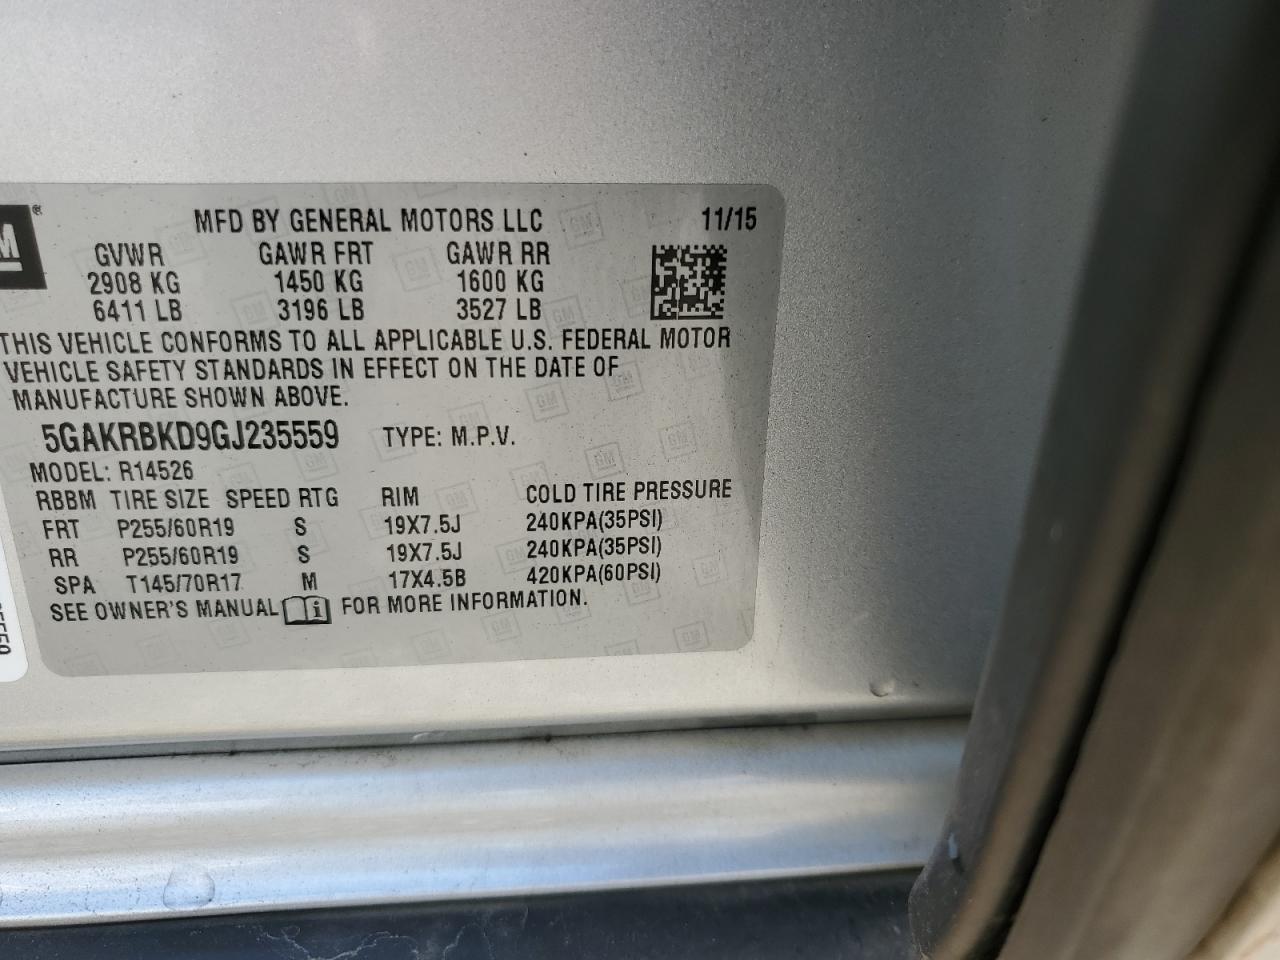 M®
MFD BY GENERAL MOTORS LLC 11/15
GVWR GAWR FRT GAWR RR
2908 KG 1450 KG 1600 KG
6411 LB 3196 LB 3527 LB
THIS VEHICLE CONFORMS TO ALL APPLICABLE U.S. FEDERAL MOTOR
VEHICLE SAFETY STANDARDS IN EFFECT ON THE DATE OF
MANUFACTURE SHOWN ABOVE.
5GAKRBKD9GJ235559 TYPE: M.P.V.
MODEL: R14526
RBBM TIRE SIZE SPEED RTG RIM COLD TIRE PRESSURE
FRT P255/60R19 S 19X7.5J 240KPA(35PSI)
RR P255/60R19 S 19X7.5J 240KPA(35PSI)
SPA T145/70R17 M 17X4.5B 420KPA(60PSI)
SEE OWNER'S MANUAL i FOR MORE INFORMATION.